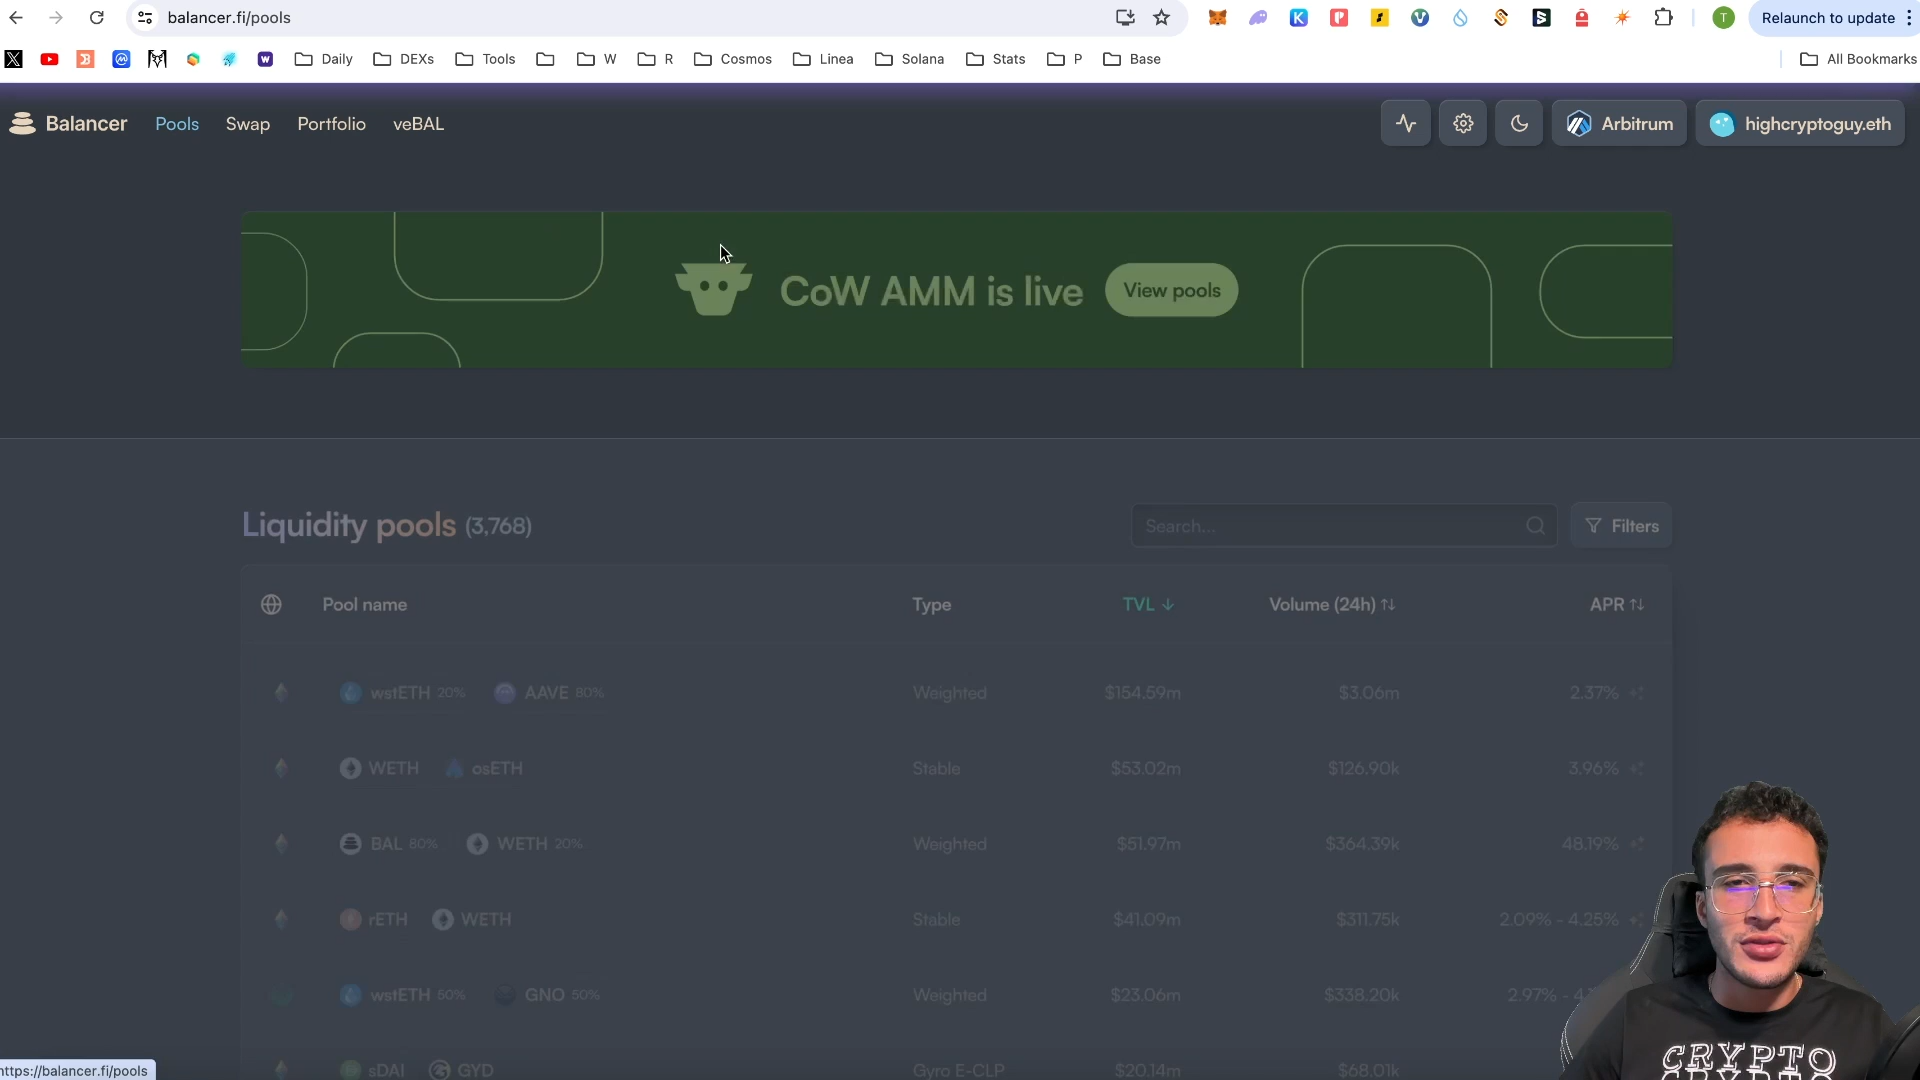 balancer.fi/pools
T
Relaunch to update
Daily
DEXs
Tools
W
R
Cosmos
Linea
Solana
Stats
P
Base
All Bookmarks
Balancer
Pools
Swap
Portfolio
veBAL
Arbitrum
highcryptoguy.eth
CoW AMM is live
View pools
Liquidity pools (3,768)
Search...
Filters
Pool name Type TVL ↓ Volume (24h) APR
wstETH 20% AAVE 80% Weighted $154.59m $3.06m 2.37%
WETH osETH Stable $53.02m $126.90k 3.96%
BAL 80% WETH 20% Weighted $51.97m $364.39k 48.19%
rETH WETH Stable $41.09m $311.75k 2.09% - 4.25%
wstETH 50% GNO 50% Weighted $23.06m $338.20k 2.97% -
sDAI GYD Gyro E-CLP $20.14m $68.01k
https://balancer.fi/pools
CRYPTO
CRYPTO